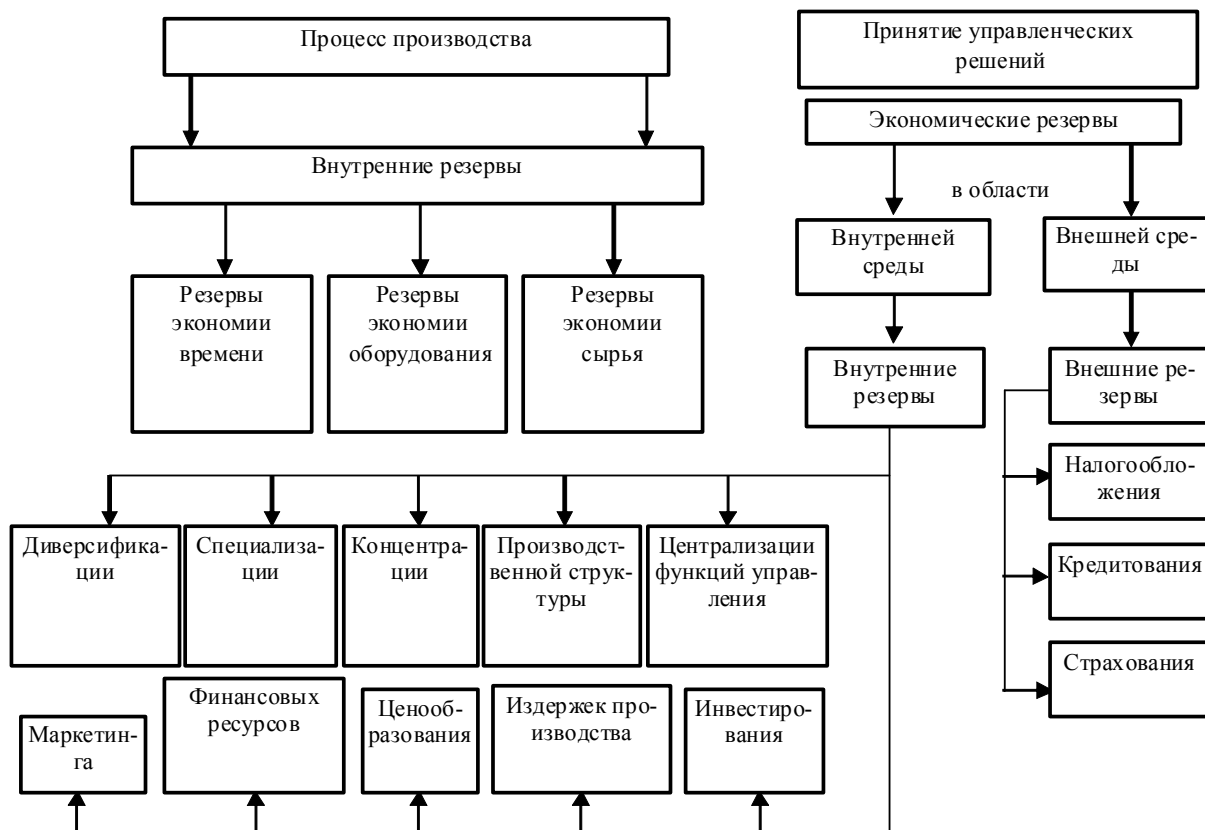 Процесс производства
Принятие управленческих
решений
Экономические резервы
Внутренние резервы
в области
Внутренней
среды
Внешней сре-
ды
Резервы
экономии
времени
Резервы
экономии
оборудования
Резервы
экономии
сырья
Внутренние
резервы
Внешние ре-
зервы
Налогообло-
жения
Кредитования
Страхования
Диверсифика-
ции
Специализа-
ции
Концентра-
ции
Производст-
венной струк-
туры
Централизации
функций управ-
ления
Маркетин-
га
Финансовых
ресурсов
Ценооб-
разования
Издержек про-
изводства
Инвестиро-
вания